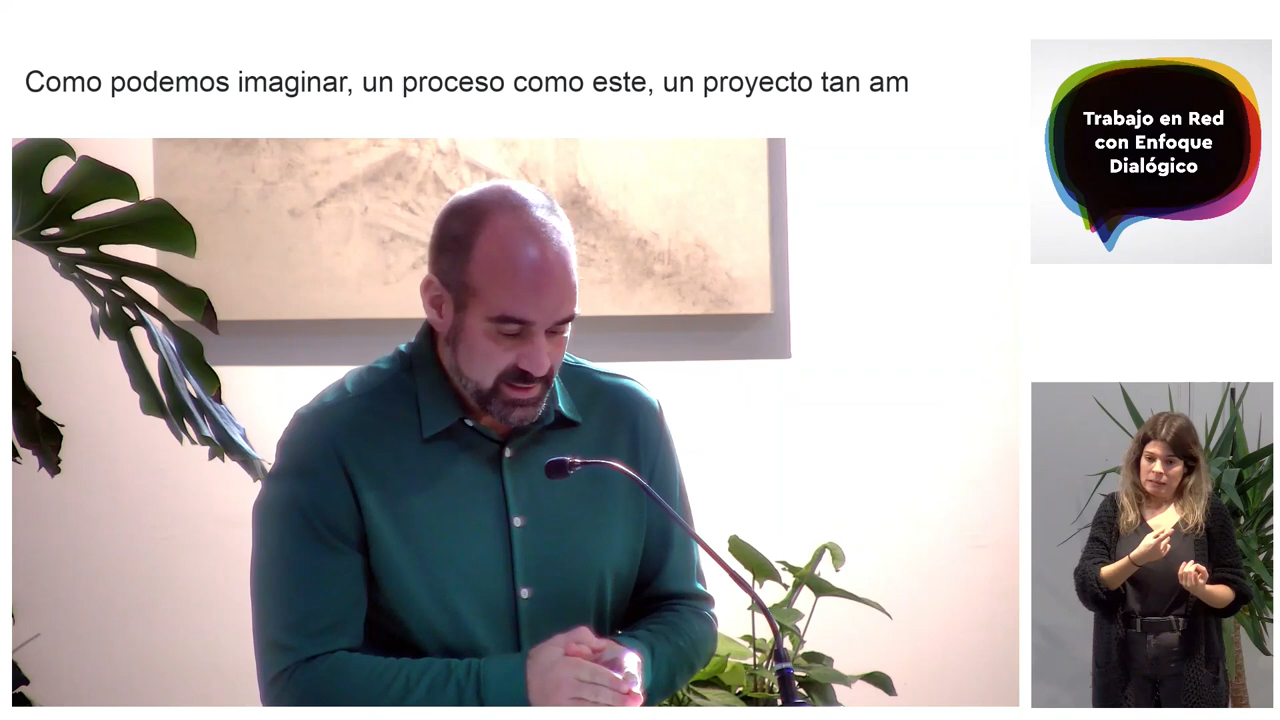 Como podemos imaginar, un proceso como este, un proyecto tan am
Trabajo en Red
con Enfoque
Dialógico